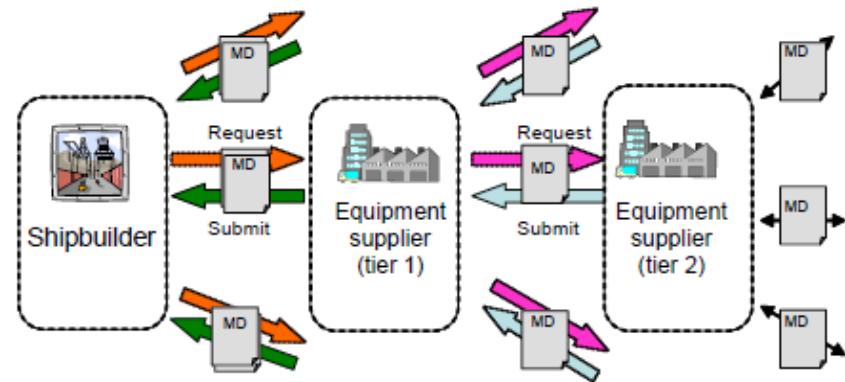 MD
MD
MD
Request
MD
Submit
Request
MD
Submit
Shipbuilder
Equipment
supplier
(tier 1)
Equipment
supplier
(tier 2)
MD
MD
MD
MD